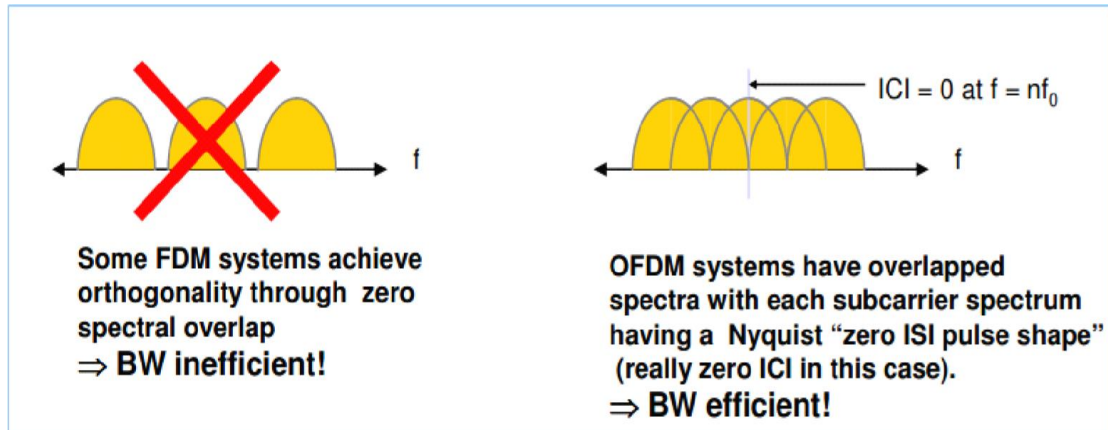 f
Some FDM systems achieve
orthogonality through zero
spectral overlap
⇒ BW inefficient!
ICI = 0 at f = nf₀
f
OFDM systems have overlapped
spectra with each subcarrier spectrum
having a Nyquist “zero ISI pulse shape”
(really zero ICI in this case).
⇒ BW efficient!